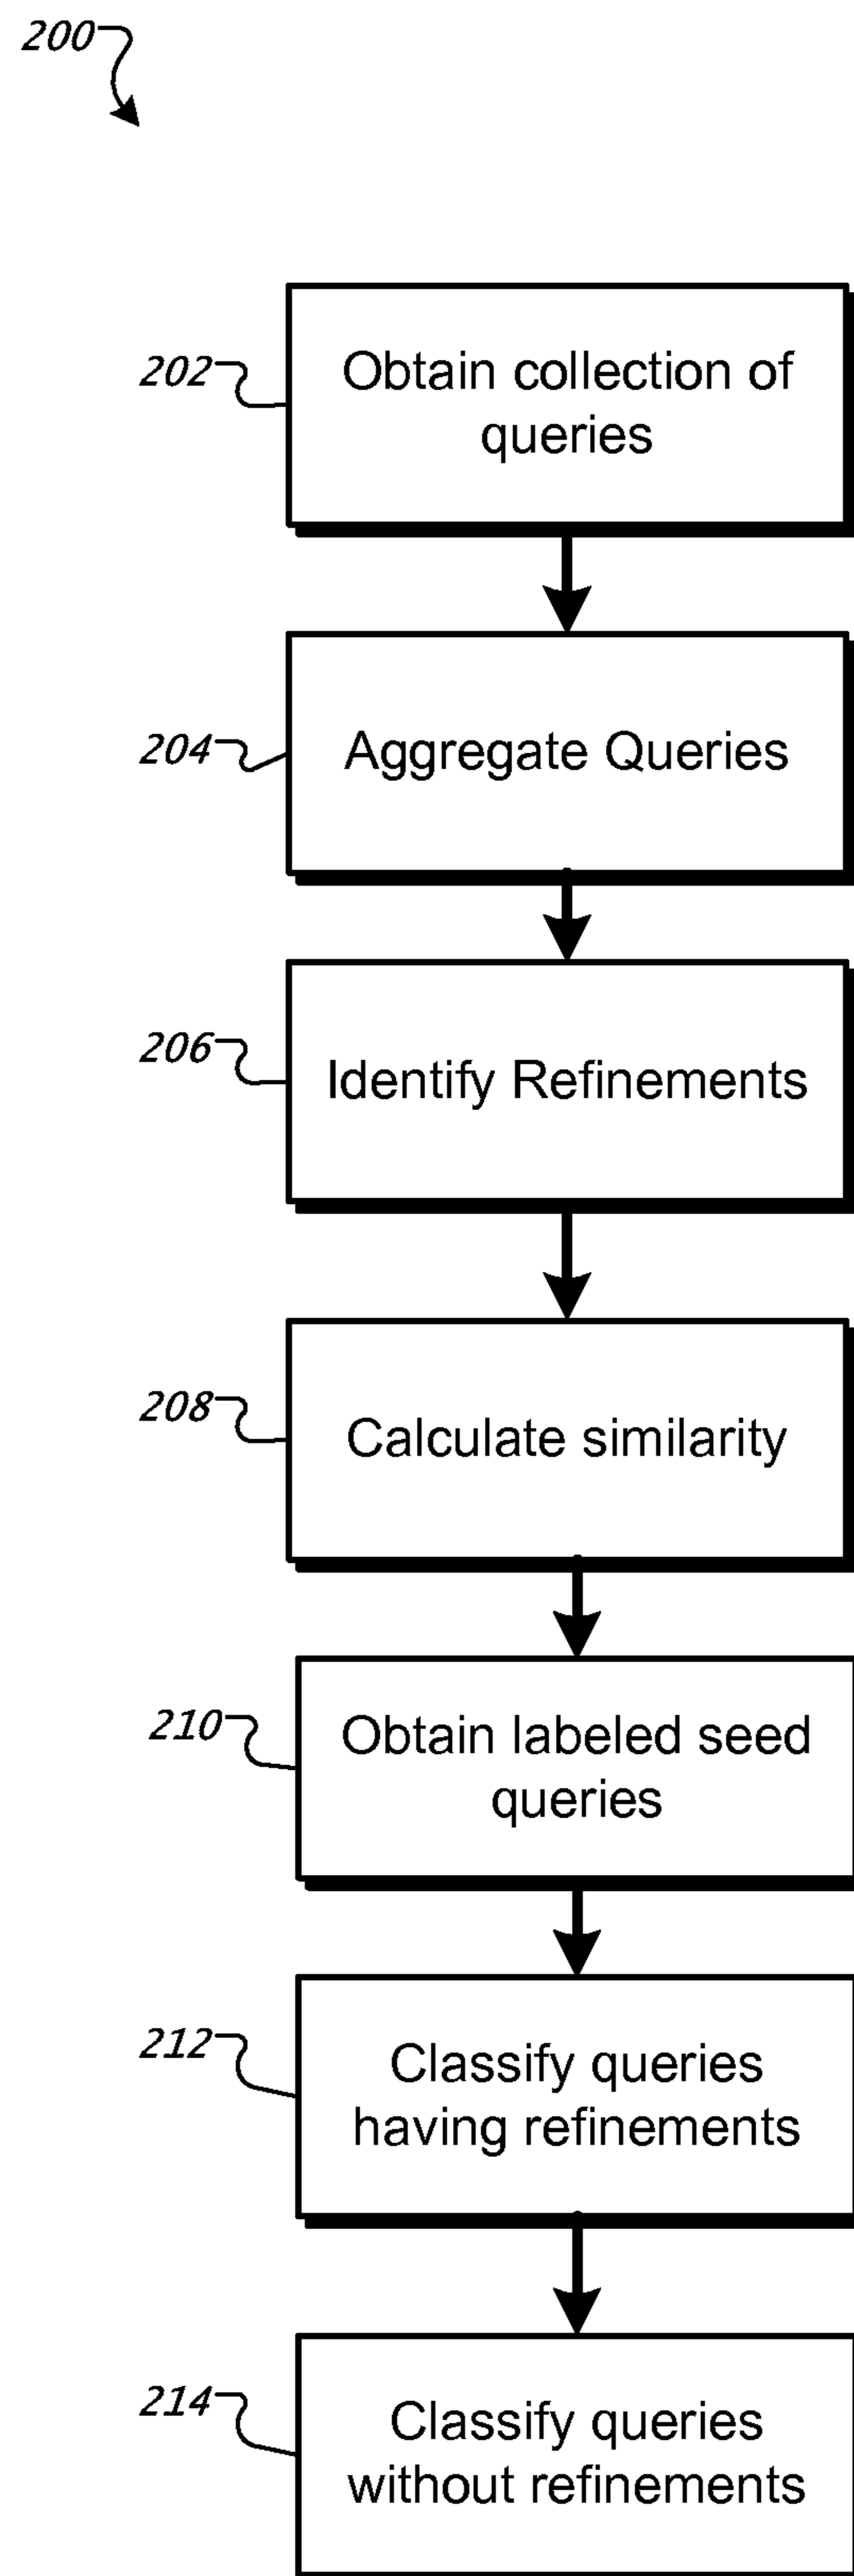 200
202
Obtain collection of
queries
204
Aggregate Queries
206
Identify Refinements
208
Calculate similarity
210
Obtain labeled seed
queries
212
Classify queries
having refinements
214
Classify queries
without refinements